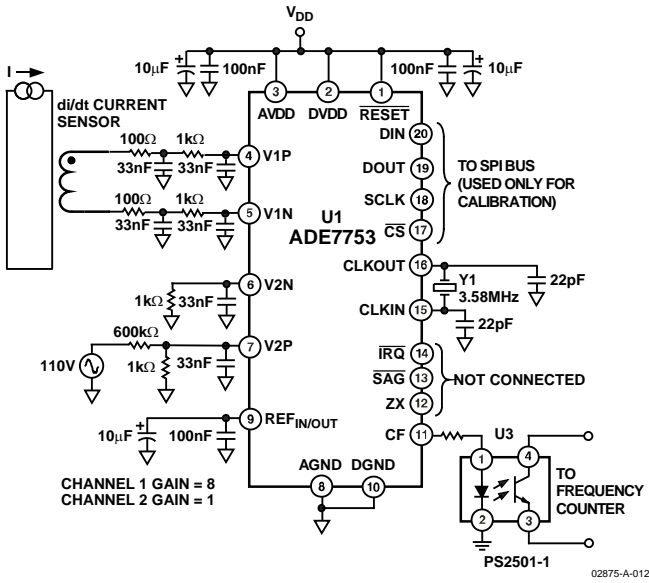 VDD
10μF
100nF
100nF
10μF
I
di/dt CURRENT
SENSOR
3
2
1
AVDD
DVDD
RESET
DIN
20
DOUT
19
SCLK
18
CS
17
TO SPI BUS
(USED ONLY FOR
CALIBRATION)
100Ω
1kΩ
33nF
33nF
4
V1P
100Ω
1kΩ
33nF
33nF
5
V1N
U1
ADE7753
CLKOUT
16
Y1
3.58MHz
22pF
CLKIN
15
22pF
1kΩ
33nF
6
V2N
600kΩ
110V
1kΩ
33nF
7
V2P
IRQ
14
SAG
13
ZX
12
NOT CONNECTED
10μF
100nF
9
REFIN/OUT
CF
11
U3
1
4
2
3
TO
FREQUENCY
COUNTER
PS2501-1
AGND
DGND
8
10
CHANNEL 1 GAIN = 8
CHANNEL 2 GAIN = 1
02875-A-012